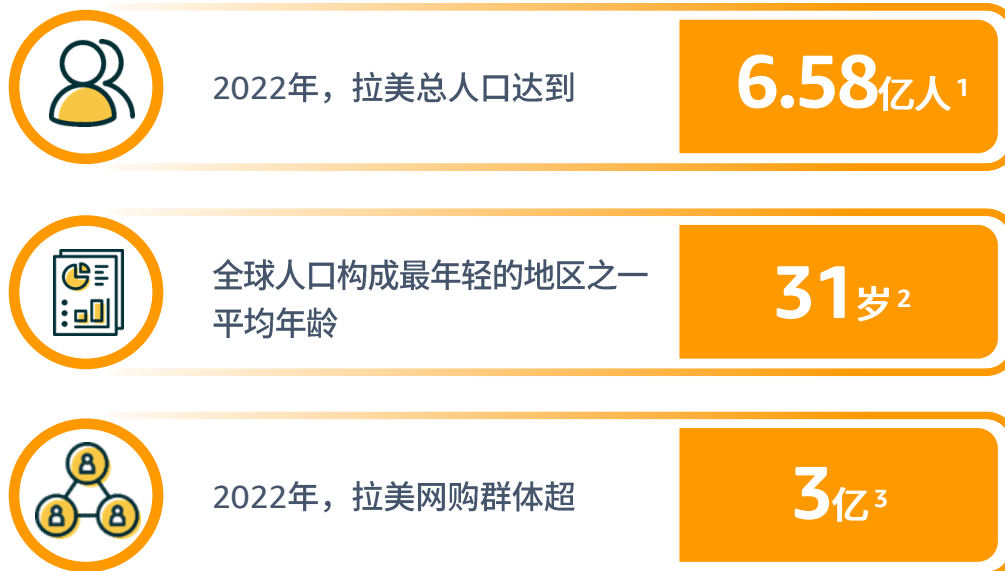 2022年，拉美总人口达到
6.58亿人¹
全球人口构成最年轻的地区之一
平均年龄
31岁²
2022年，拉美网购群体超
3亿³